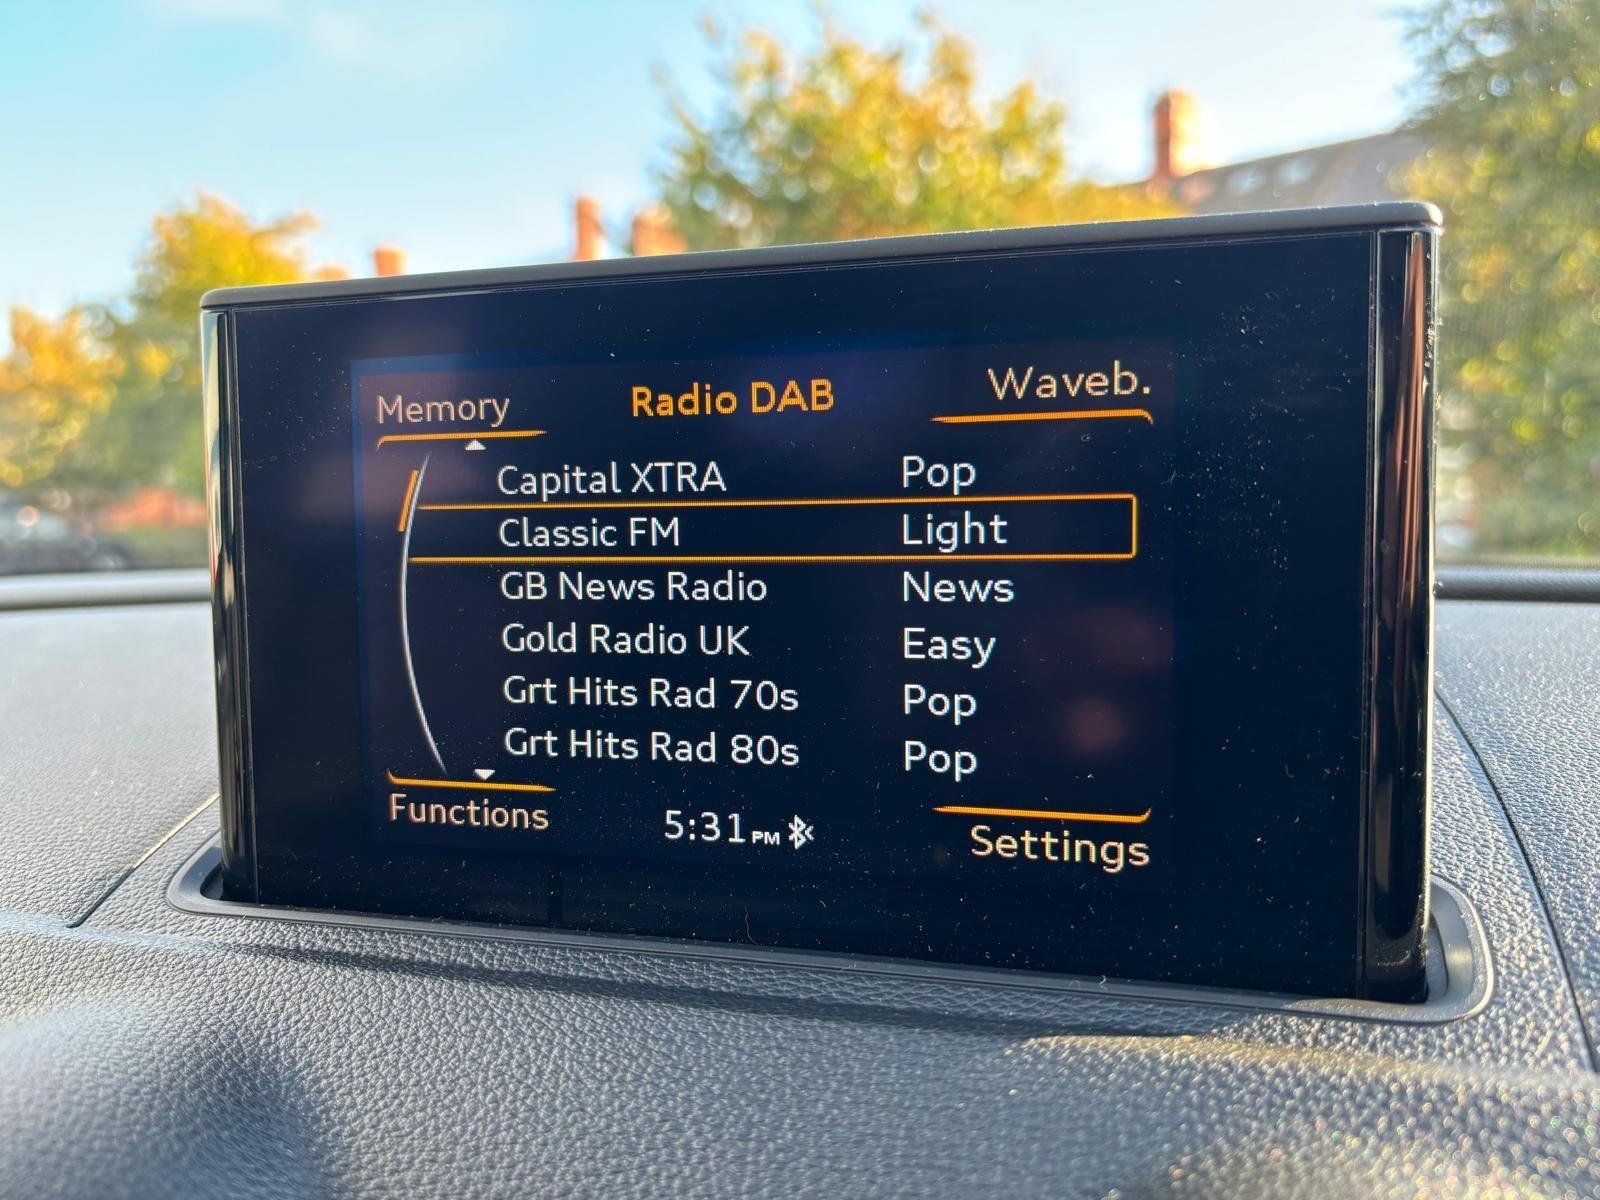 Memory Radio DAB Waveb.
Capital XTRA Pop
Classic FM Light
GB News Radio News
Gold Radio UK Easy
Grt Hits Rad 70s Pop
Grt Hits Rad 80s Pop
Functions 5:31 PM Settings